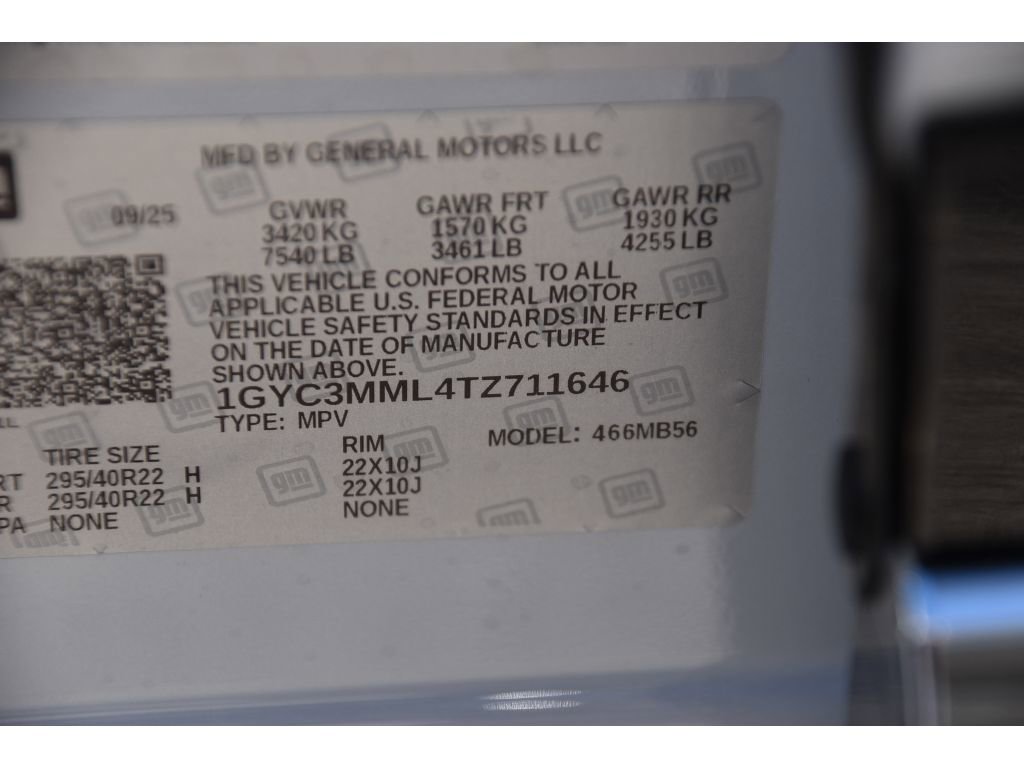 MFD BY GENERAL MOTORS LLC
09/25 GVWR GAWR FRT GAWR RR
3420 KG 1570 KG 1930 KG
7540 LB 3461 LB 4255 LB
THIS VEHICLE CONFORMS TO ALL
APPLICABLE U.S. FEDERAL MOTOR
VEHICLE SAFETY STANDARDS IN EFFECT
ON THE DATE OF MANUFACTURE
SHOWN ABOVE.
1GYC3MML4TZ711646
TYPE: MPV MODEL: 466MB56
TIRE SIZE RIM
RT 295/40R22 H 22X10J
R 295/40R22 H 22X10J
PA NONE NONE